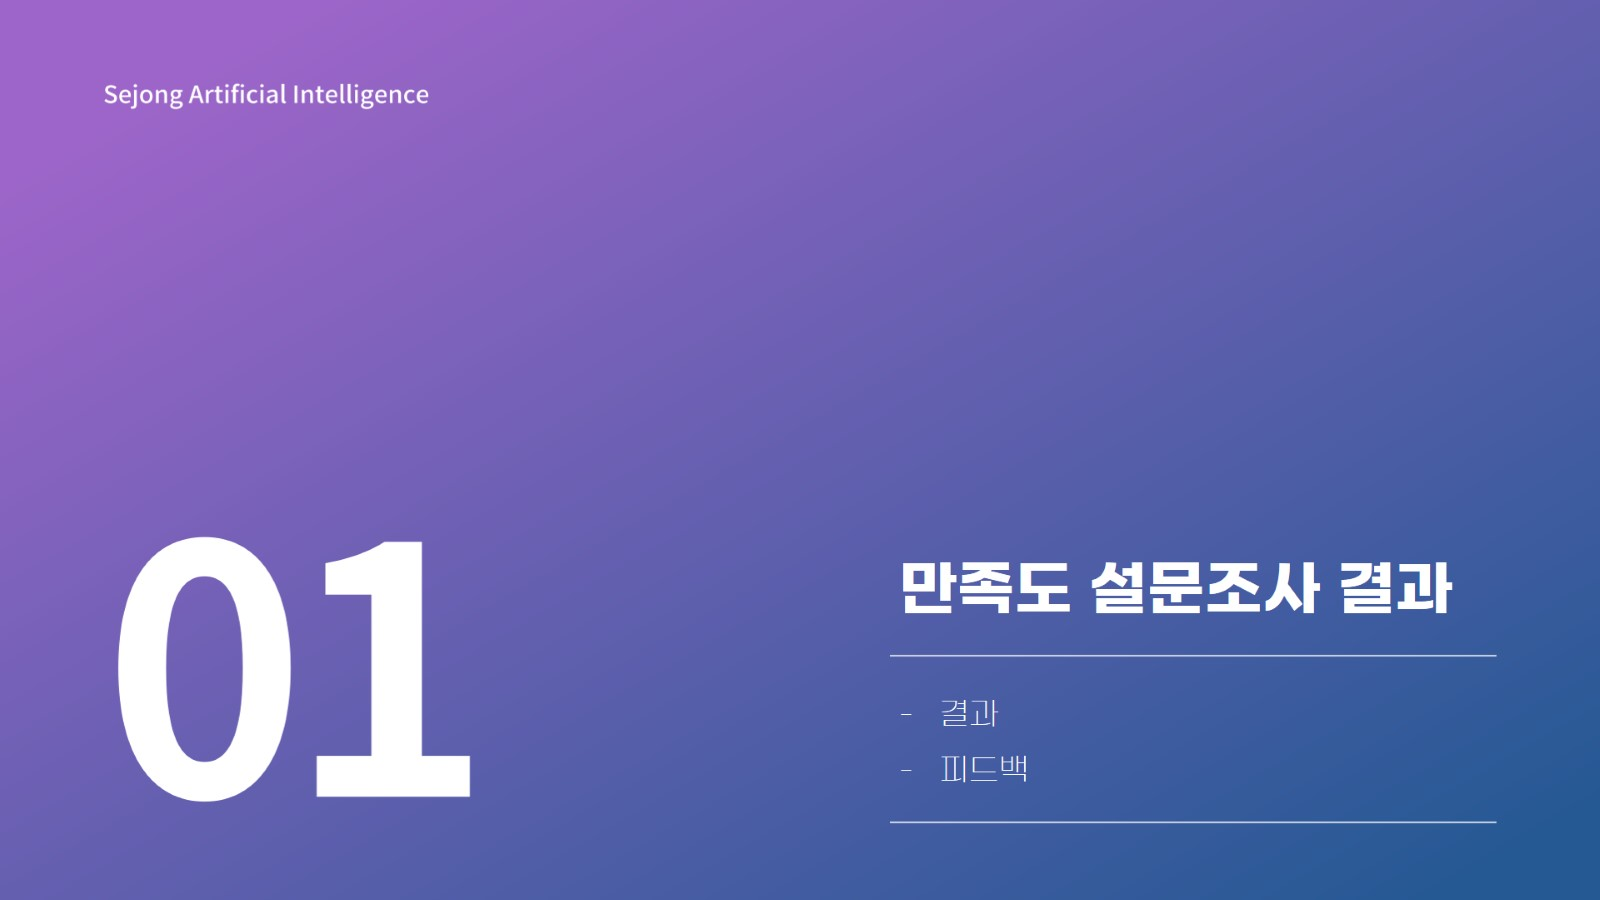 Sejong Artificial Intelligence
01
만족도 설문조사 결과
- 결과
- 피드백